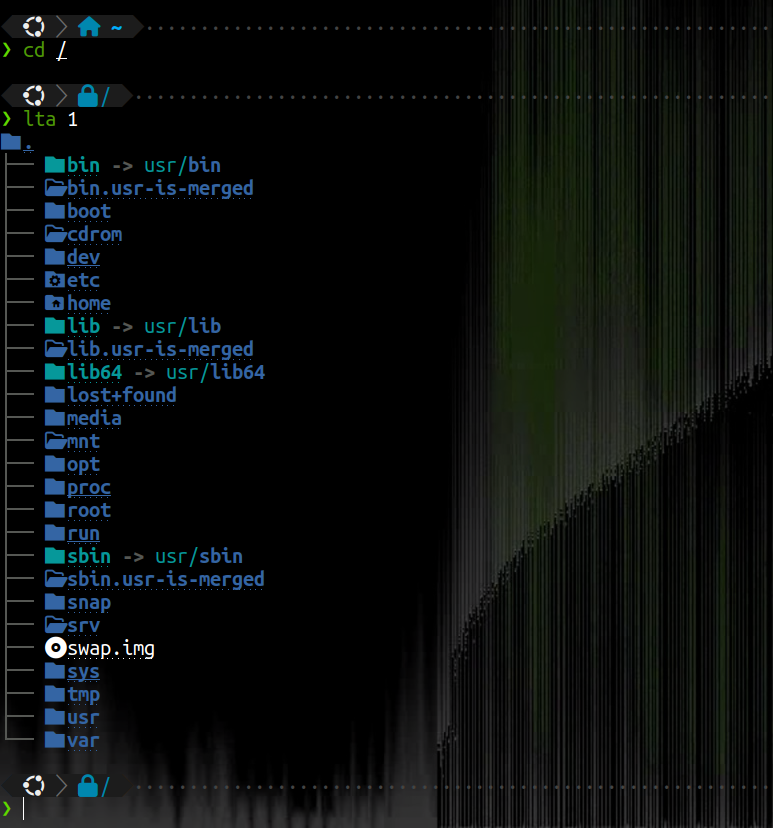 ~
❯ cd /
/
❯ lta 1
.
bin -> usr/bin
bin.usr-is-merged
boot
cdrom
dev
etc
home
lib -> usr/lib
lib.usr-is-merged
lib64 -> usr/lib64
lost+found
media
mnt
opt
proc
root
run
sbin -> usr/sbin
sbin.usr-is-merged
snap
srv
swap.img
sys
tmp
usr
var
/
❯